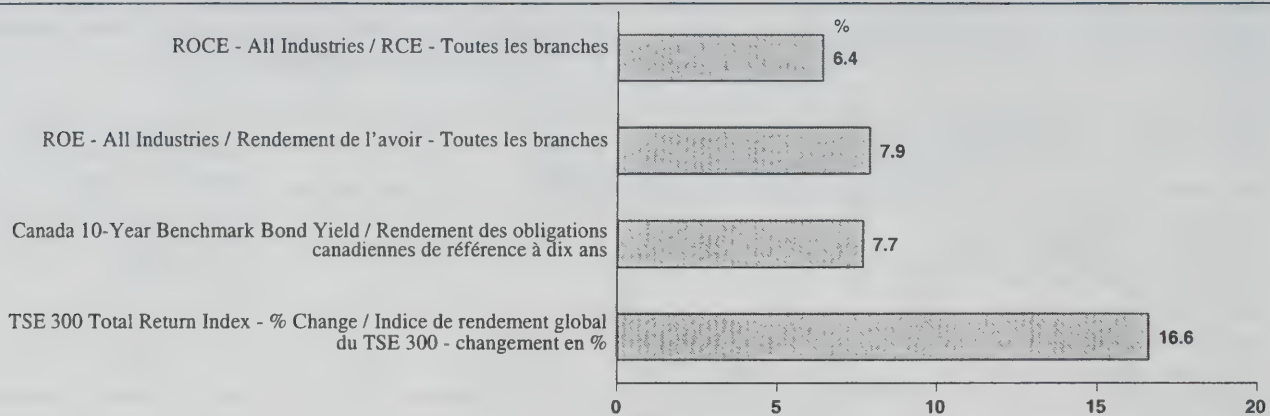 %
ROCE - All Industries / RCE - Toutes les branches
6.4
ROE - All Industries / Rendement de l'avoir - Toutes les branches
7.9
Canada 10-Year Benchmark Bond Yield / Rendement des obligations
canadiennes de référence à dix ans
7.7
TSE 300 Total Return Index - % Change / Indice de rendement global
du TSE 300 - changement en %
16.6
0 5 10 15 20